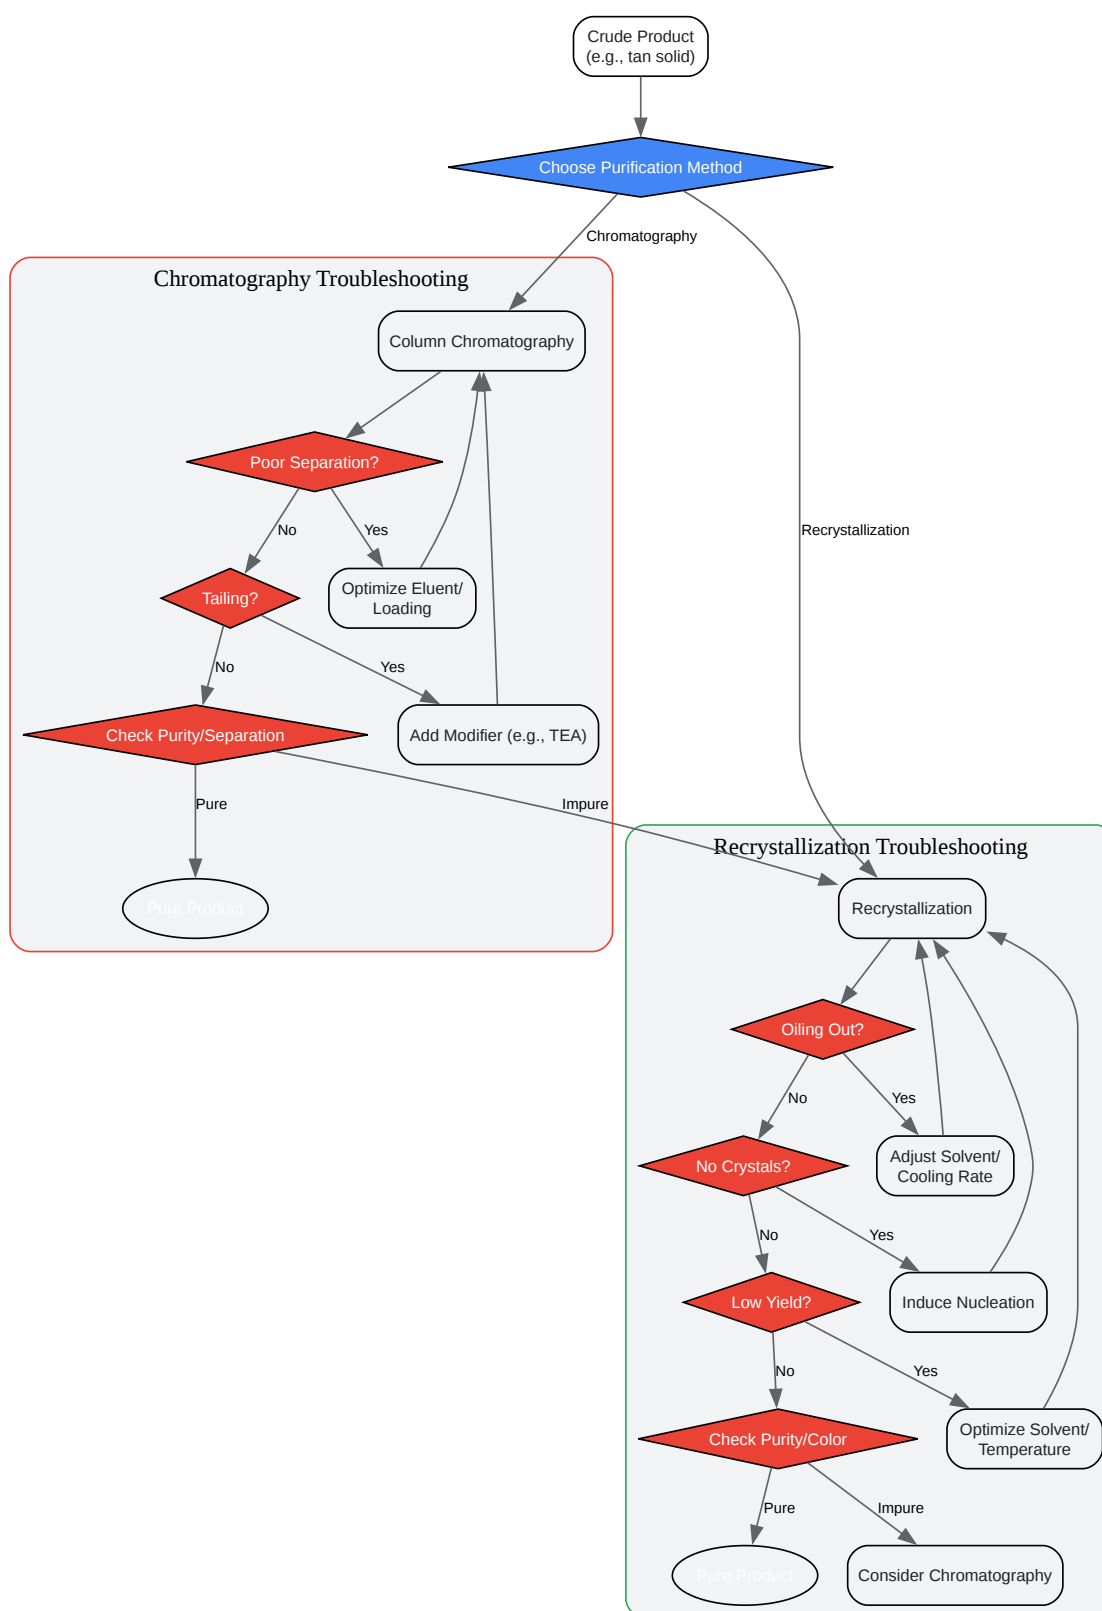 Crude Product
(e.g., tan solid)
Choose Purification Method
Chromatography
Chromatography Troubleshooting
Column Chromatography
Poor Separation?
No
Yes
Recrystallization
Tailing?
Optimize Eluent/
Loading
No
Yes
Check Purity/Separation
Add Modifier (e.g., TEA)
Pure
Impure
Pure Product
Recrystallization Troubleshooting
Recrystallization
Oiling Out?
No
Yes
No Crystals?
Adjust Solvent/
Cooling Rate
No
Yes
Low Yield?
Induce Nucleation
No
Yes
Check Purity/Color
Optimize Solvent/
Temperature
Pure
Impure
Pure Product
Consider Chromatography